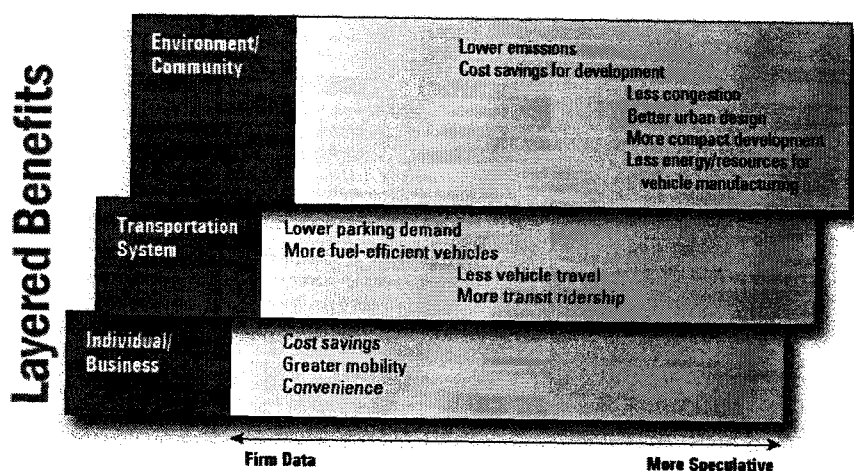 Layered Benefits
Environment/
Community
Lower emissions
Cost savings for development
Less congestion
Better urban design
More compact development
Less energy/resources for
vehicle manufacturing
Transportation
System
Lower parking demand
More fuel-efficient vehicles
Less vehicle travel
More transit ridership
Individual/
Business
Cost savings
Greater mobility
Convenience
Firm Data
More Speculative